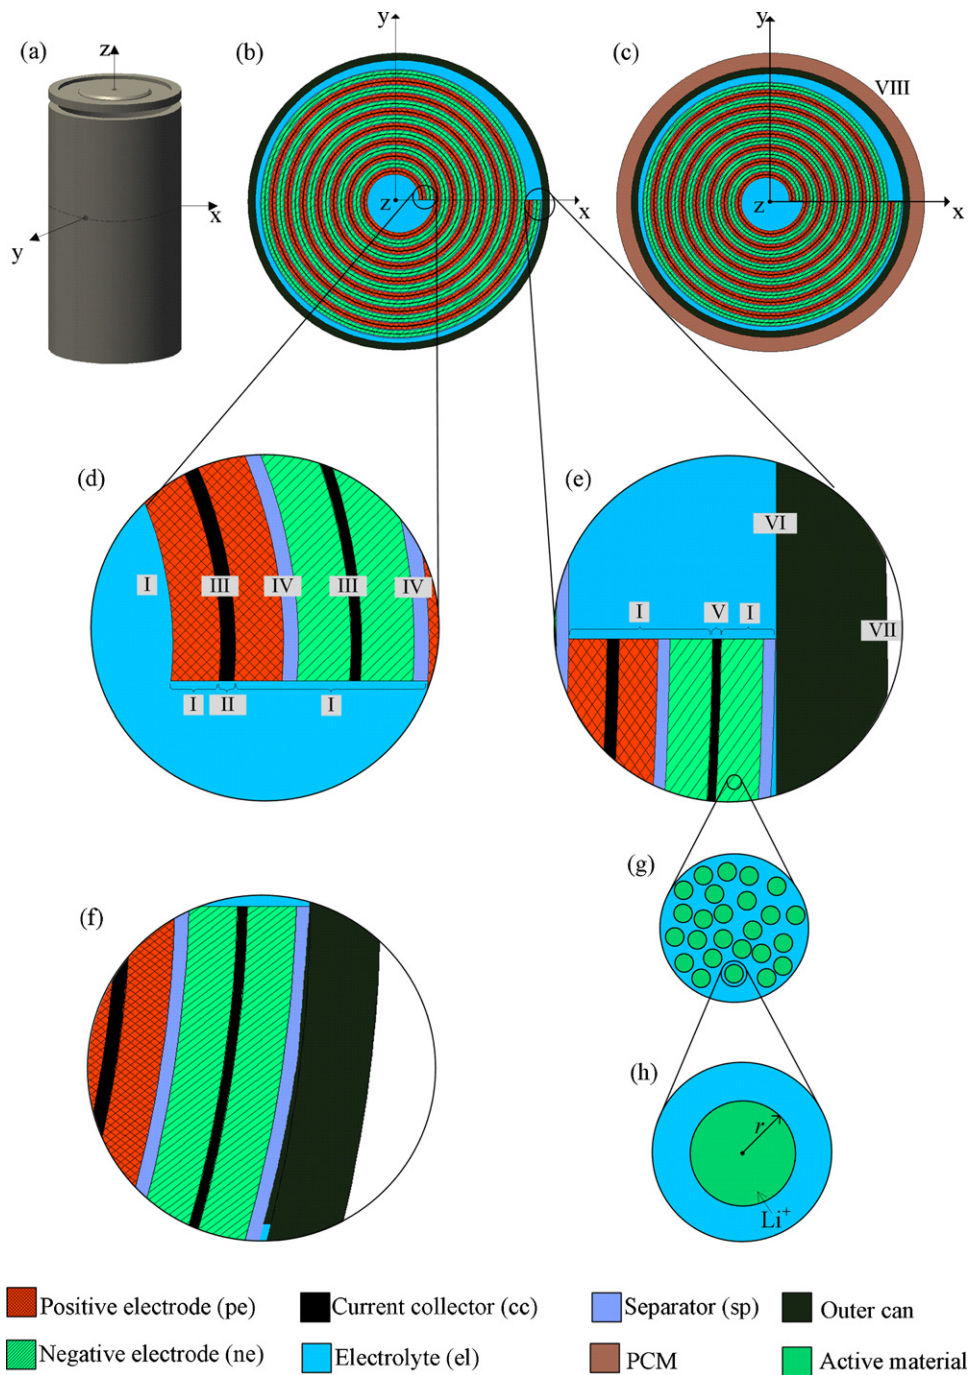 (a)
z
x
y
(b)
y
z
x
(c)
y
VIII
z
x
(d)
I
III
IV
III
IV
I
II
I
(e)
VI
I
V
I
VII
(f)
(g)
(h)
r
Li+
Positive electrode (pe)
Current collector (cc)
Separator (sp)
Outer can
Negative electrode (ne)
Electrolyte (el)
PCM
Active material